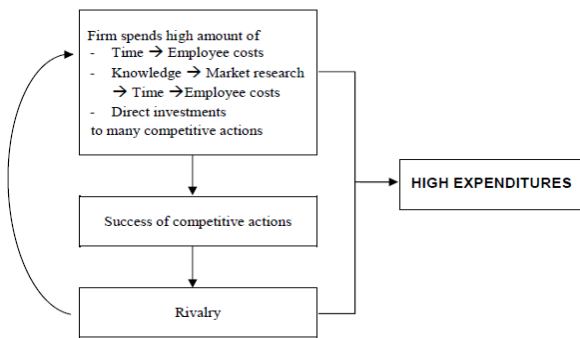 Firm spends high amount of
- Time → Employee costs
- Knowledge → Market research
→ Time →Employee costs
- Direct investments
to many competitive actions
HIGH EXPENDITURES
Success of competitive actions
Rivalry